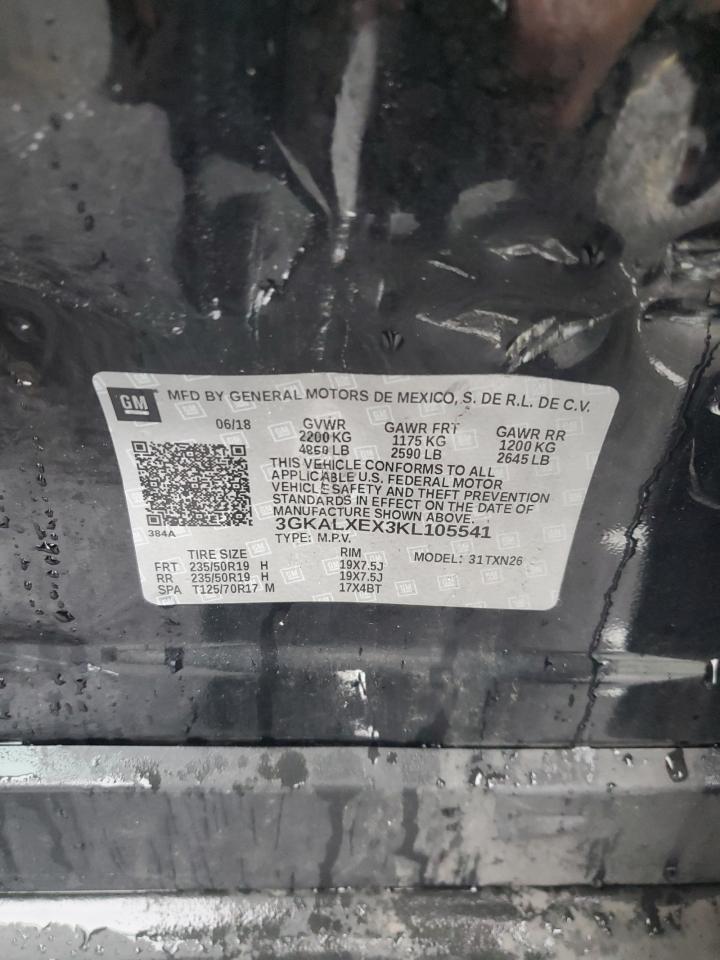 GM MFD BY GENERAL MOTORS DE MEXICO, S. DE R.L. DE C.V.
06/18 GVWR GAWR FRT GAWR RR
2200 KG 1175 KG 1200 KG
4850 LB 2590 LB 2645 LB
THIS VEHICLE CONFORMS TO ALL
APPLICABLE U.S. FEDERAL MOTOR
VEHICLE SAFETY AND THEFT PREVENTION
STANDARDS IN EFFECT ON THE DATE OF
MANUFACTURE SHOWN ABOVE.
384A 3GKALXEX3KL105541
TYPE: M.P.V.
TIRE SIZE RIM MODEL: 31TXN26
FRT 235/50R19 H 19X7.5J
RR 235/50R19 H 19X7.5J
SPA T125/70R17 M 17X4BT